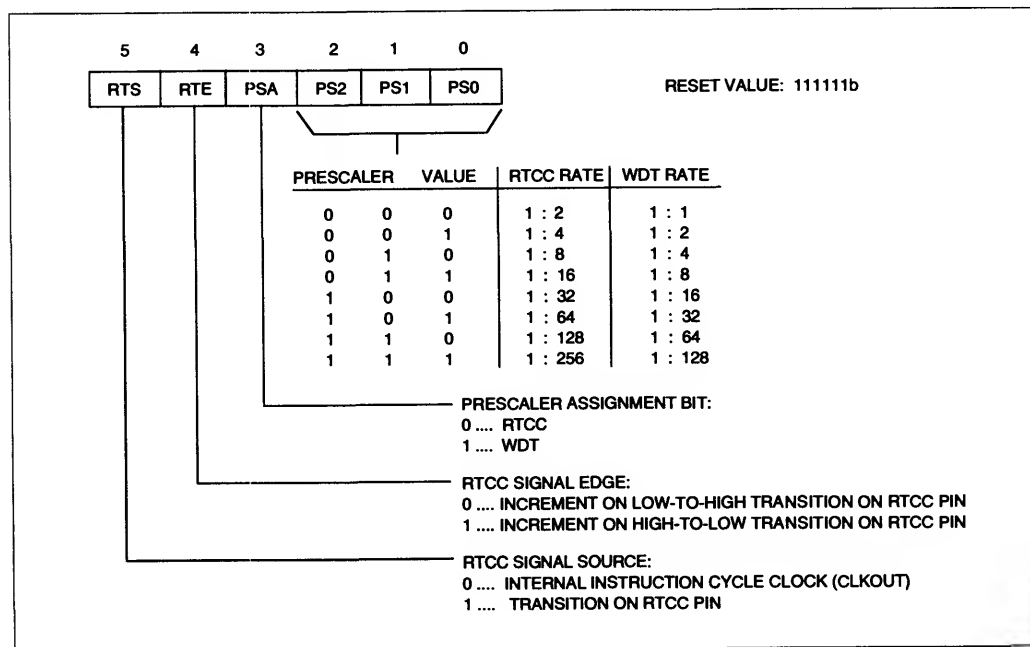 5 4 3 2 1 0
RTS RTE PSA PS2 PS1 PS0
RESET VALUE: 111111b
PRESCALER VALUE RTCC RATE WDT RATE
0 0 0 1 : 2 1 : 1
0 0 1 1 : 4 1 : 2
0 1 0 1 : 8 1 : 4
0 1 1 1 : 16 1 : 8
1 0 0 1 : 32 1 : 16
1 0 1 1 : 64 1 : 32
1 1 0 1 : 128 1 : 64
1 1 1 1 : 256 1 : 128
PRESCALER ASSIGNMENT BIT:
0 .... RTCC
1 .... WDT
RTCC SIGNAL EDGE:
0 .... INCREMENT ON LOW-TO-HIGH TRANSITION ON RTCC PIN
1 .... INCREMENT ON HIGH-TO-LOW TRANSITION ON RTCC PIN
RTCC SIGNAL SOURCE:
0 .... INTERNAL INSTRUCTION CYCLE CLOCK (CLKOUT)
1 .... TRANSITION ON RTCC PIN